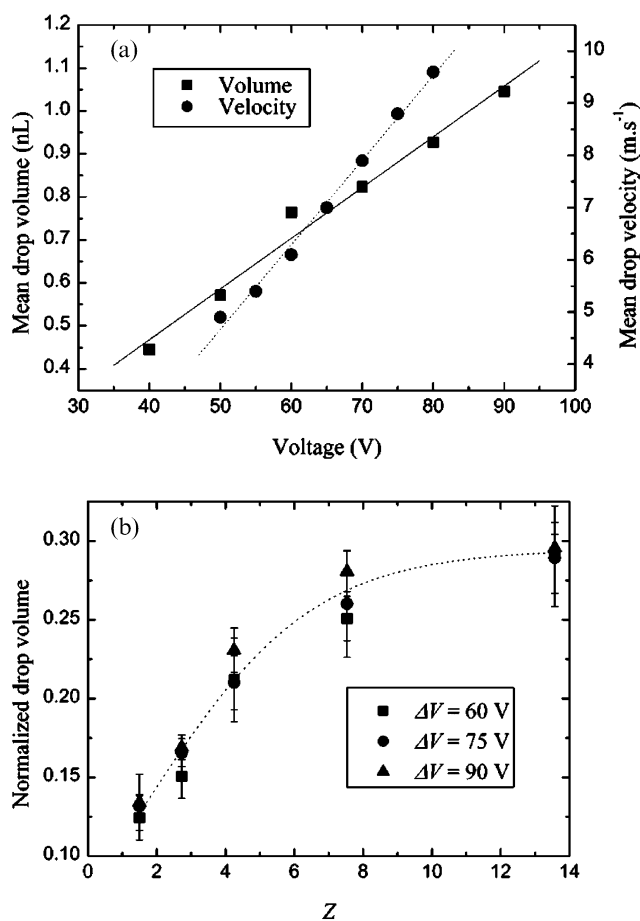 (a)
Volume
Velocity
Mean drop volume (nL)
1.2
1.1
1.0
0.9
0.8
0.7
0.6
0.5
0.4
Mean drop velocity (m.s⁻¹)
10
9
8
7
6
5
4
30 40 50 60 70 80 90 100
Voltage (V)
(b)
Normalized drop volume
0.30
0.25
0.20
0.15
0.10
ΔV = 60 V
ΔV = 75 V
ΔV = 90 V
0 2 4 6 8 10 12 14
Z